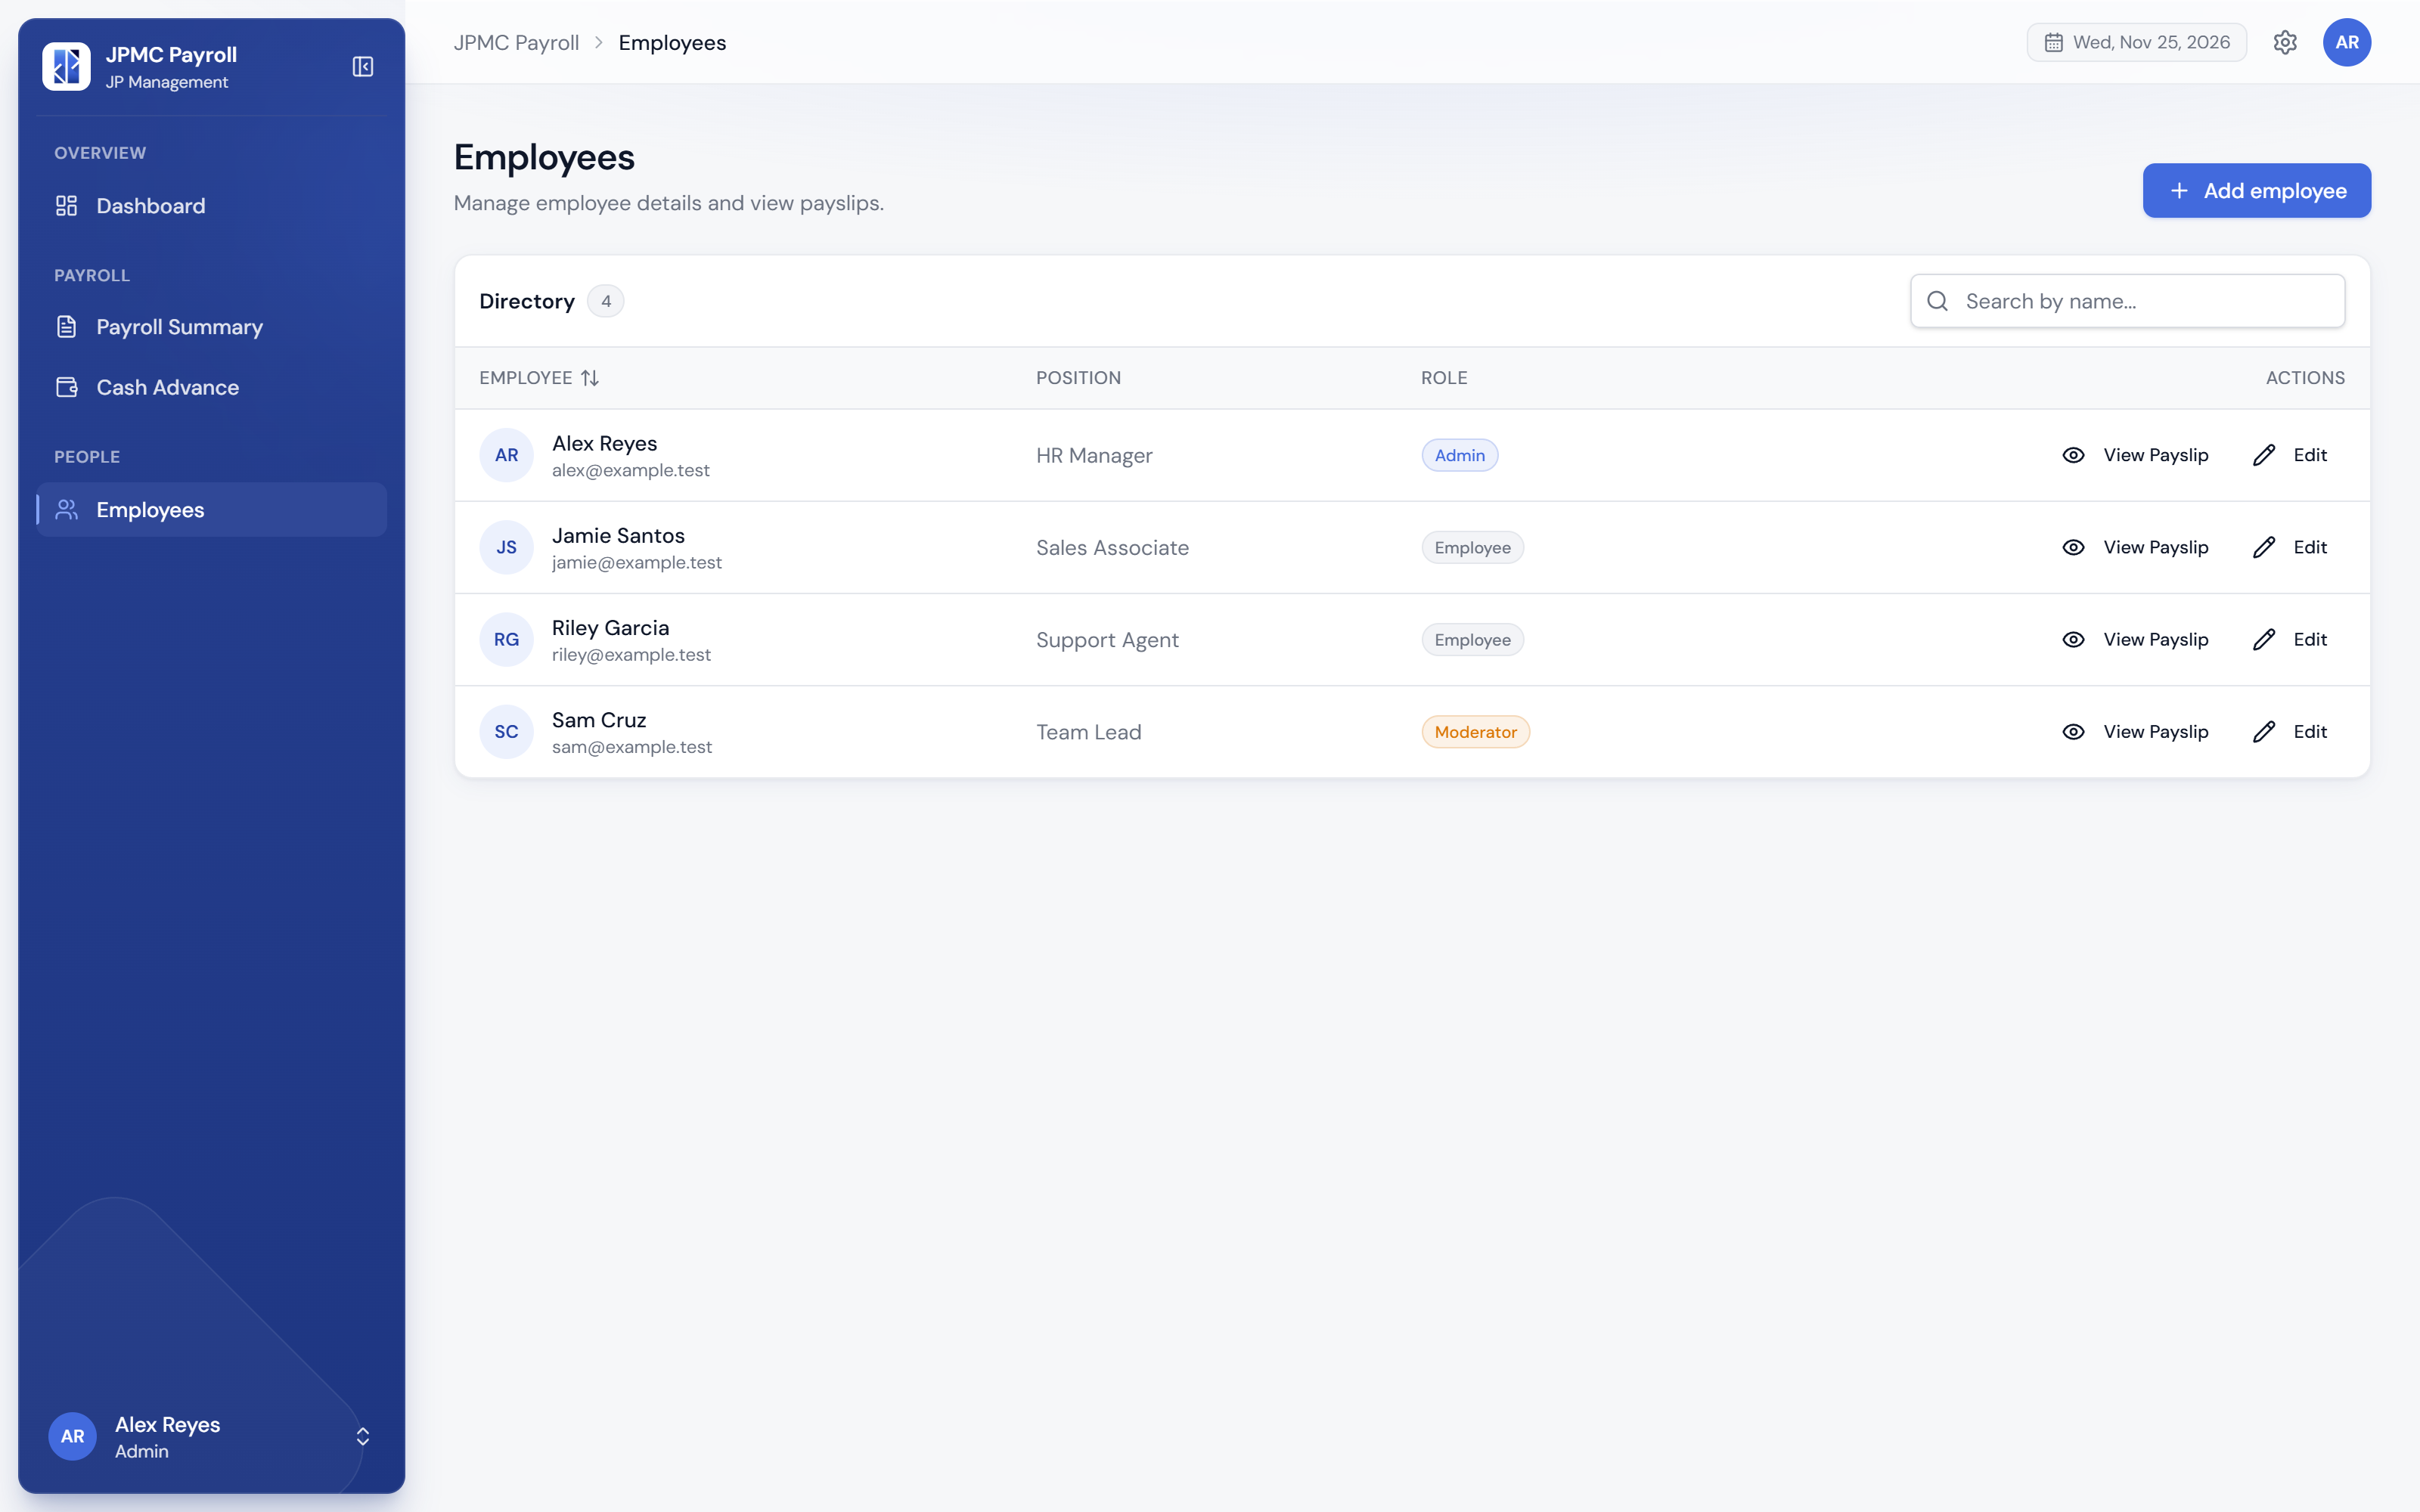 JPMC Payroll
JP Management
OVERVIEW
Dashboard
PAYROLL
Payroll Summary
Cash Advance
PEOPLE
Employees
AR
Alex Reyes
Admin
JPMC Payroll > Employees
Wed, Nov 25, 2026
AR
Employees
Manage employee details and view payslips.
Add employee
Directory 4
Search by name...
EMPLOYEE POSITION ROLE ACTIONS
AR Alex Reyes HR Manager Admin View Payslip Edit
alex@example.test
JS Jamie Santos Sales Associate Employee View Payslip Edit
jamie@example.test
RG Riley Garcia Support Agent Employee View Payslip Edit
riley@example.test
SC Sam Cruz Team Lead Moderator View Payslip Edit
sam@example.test